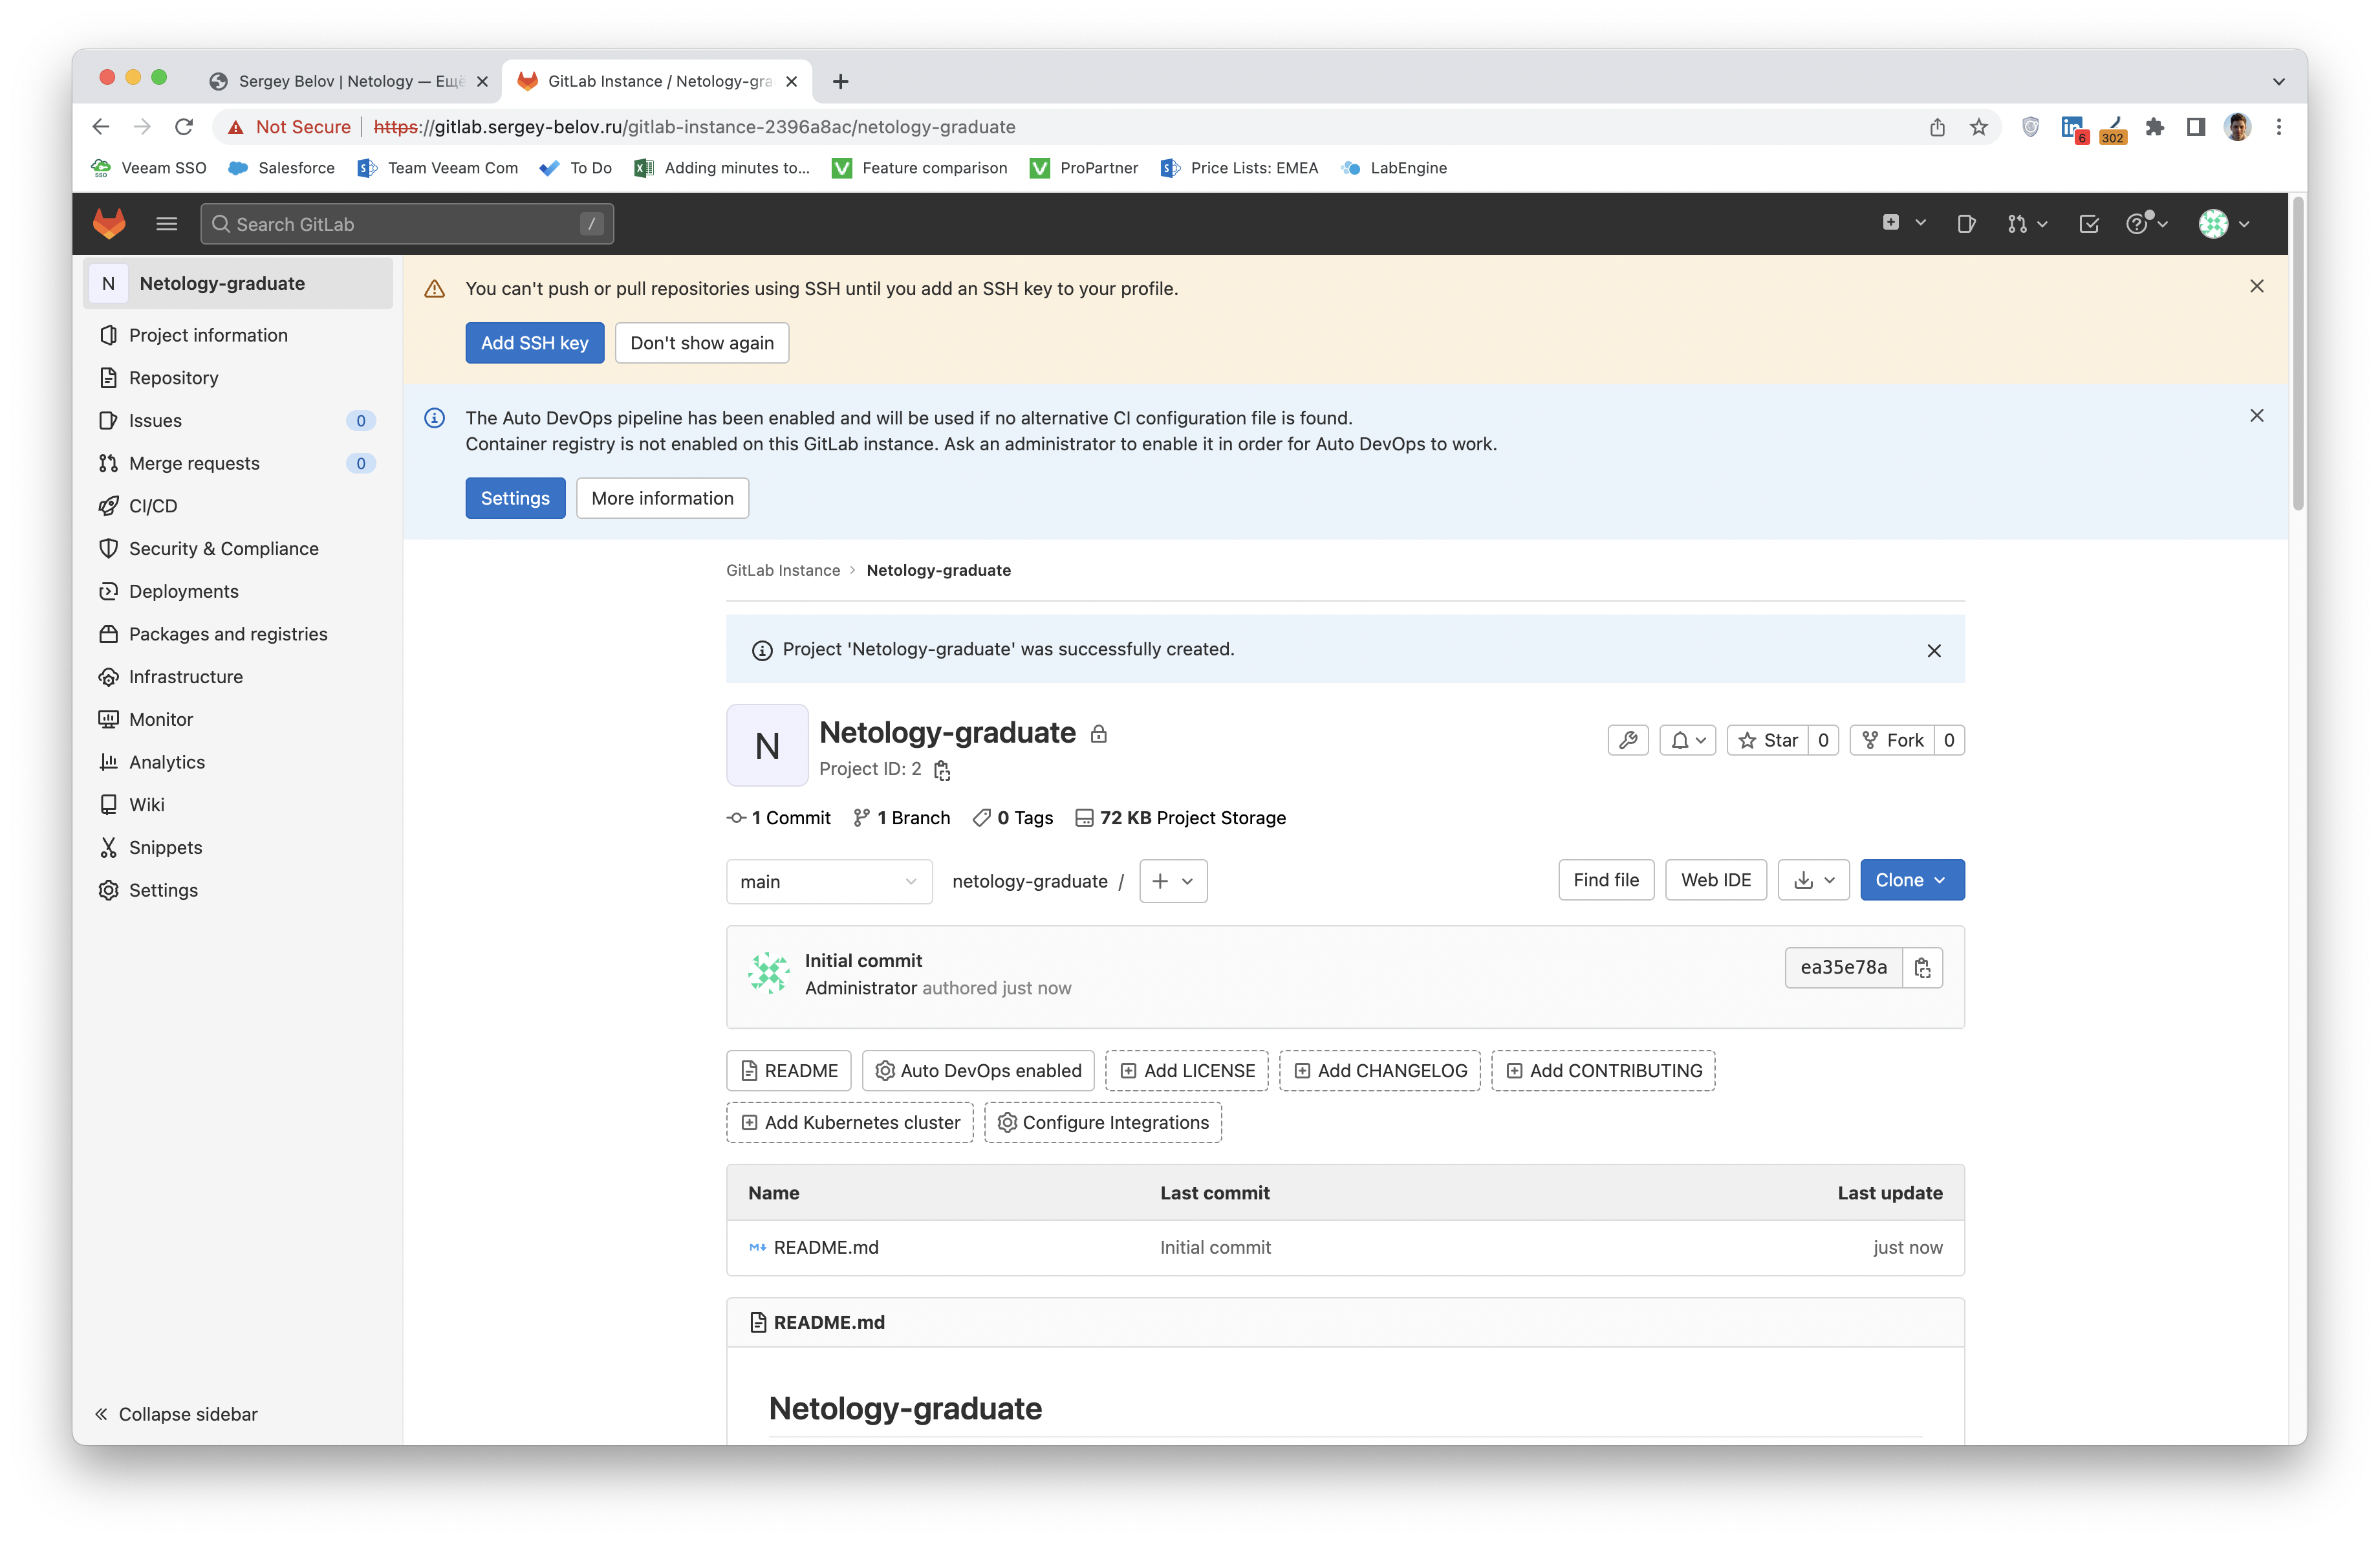 Sergey Belov | Netology — Ещё
GitLab Instance / Netology-gra
Not Secure
https://gitlab.sergey-belov.ru/gitlab-instance-2396a8ac/netology-graduate
6
302
SSO
Veeam SSO
Salesforce
Team Veeam Com
To Do
Adding minutes to...
Feature comparison
ProPartner
Price Lists: EMEA
LabEngine
Search GitLab
/
N
Netology-graduate
Project information
Repository
Issues
0
Merge requests
0
CI/CD
Security & Compliance
Deployments
Packages and registries
Infrastructure
Monitor
Analytics
Wiki
Snippets
Settings
Collapse sidebar
You can't push or pull repositories using SSH until you add an SSH key to your profile.
Add SSH key
Don't show again
The Auto DevOps pipeline has been enabled and will be used if no alternative CI configuration file is found.
Container registry is not enabled on this GitLab instance. Ask an administrator to enable it in order for Auto DevOps to work.
Settings
More information
GitLab Instance > Netology-graduate
Project 'Netology-graduate' was successfully created.
N
Netology-graduate
Project ID: 2
Star 0
Fork 0
1 Commit
1 Branch
0 Tags
72 KB Project Storage
main
netology-graduate /
Find file
Web IDE
Clone
Initial commit
Administrator authored just now
ea35e78a
README
Auto DevOps enabled
Add LICENSE
Add CHANGELOG
Add CONTRIBUTING
Add Kubernetes cluster
Configure Integrations
Name
Last commit
Last update
README.md
Initial commit
just now
README.md
Netology-graduate